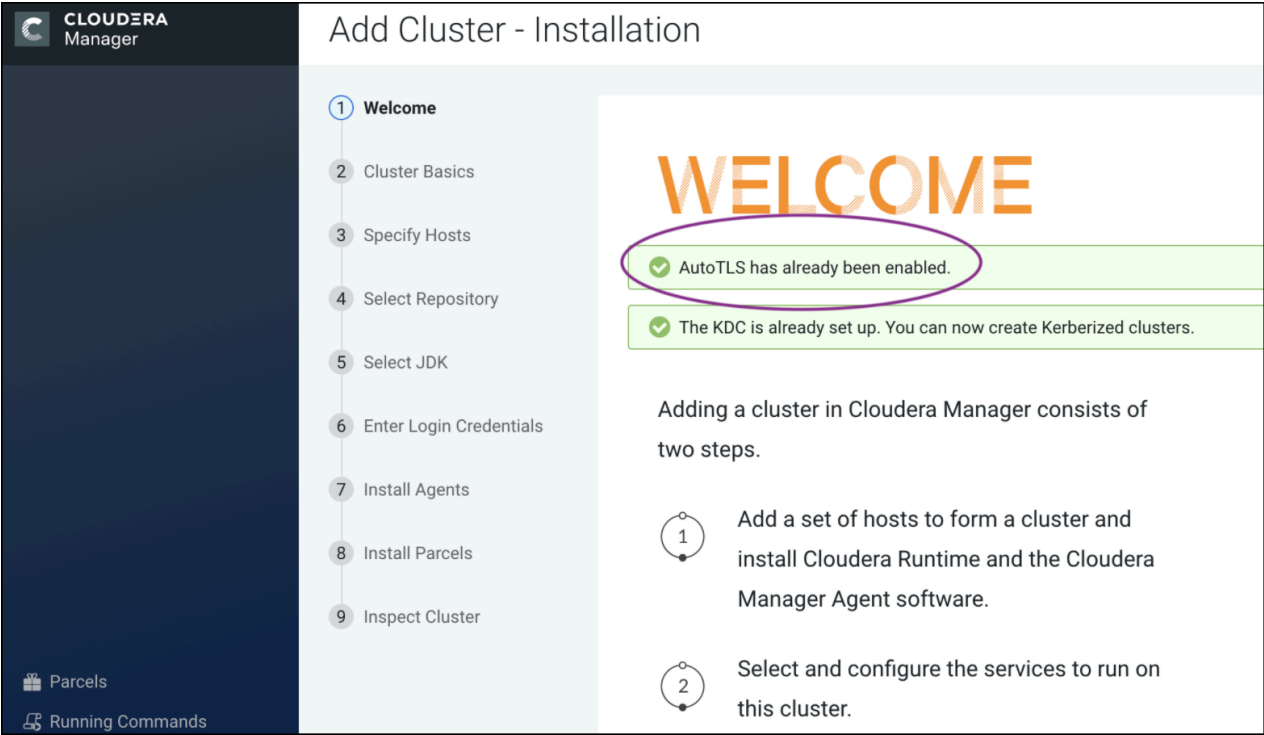 CLOUDERA
Manager
Add Cluster - Installation
1 Welcome
2 Cluster Basics
3 Specify Hosts
4 Select Repository
5 Select JDK
6 Enter Login Credentials
7 Install Agents
8 Install Parcels
9 Inspect Cluster
Parcels
Running Commands
WELCOME
AutoTLS has already been enabled.
The KDC is already set up. You can now create Kerberized clusters.
Adding a cluster in Cloudera Manager consists of
two steps.
1 Add a set of hosts to form a cluster and
install Cloudera Runtime and the Cloudera
Manager Agent software.
2 Select and configure the services to run on
this cluster.